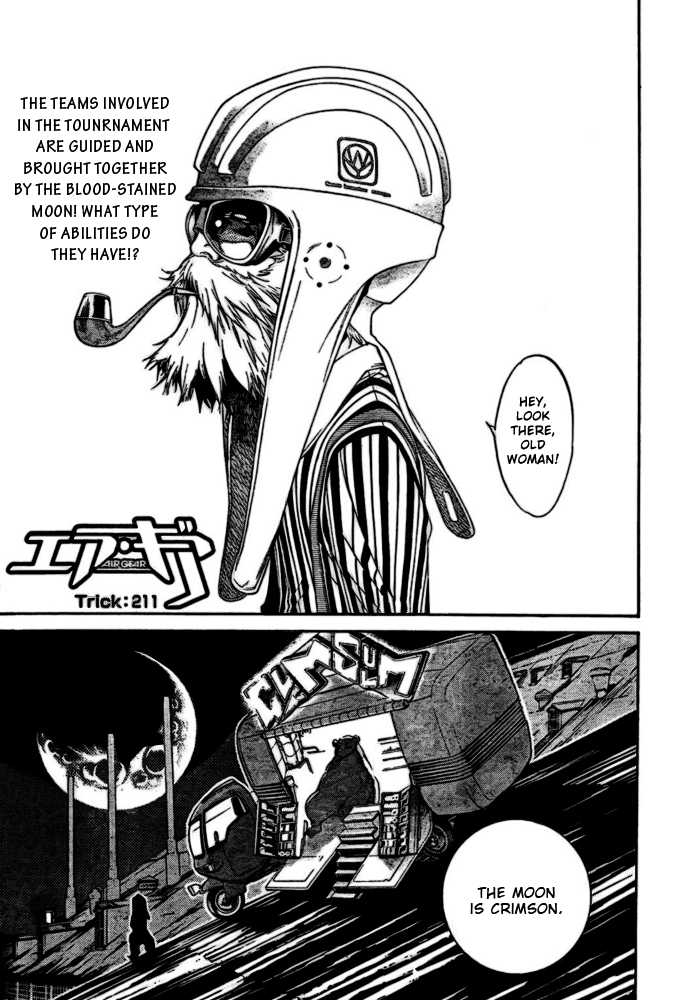 THE TEAMS INVOLVED
IN THE TOUNRNAMENT
ARE GUIDED AND
BROUGHT TOGETHER
BY THE BLOOD-STAINED
MOON! WHAT TYPE
OF ABILITIES DO
THEY HAVE!?
HEY,
LOOK
THERE,
OLD
WOMAN!
エア・ギア
AIR GEAR
Trick:211
THE MOON
IS CRIMSON.